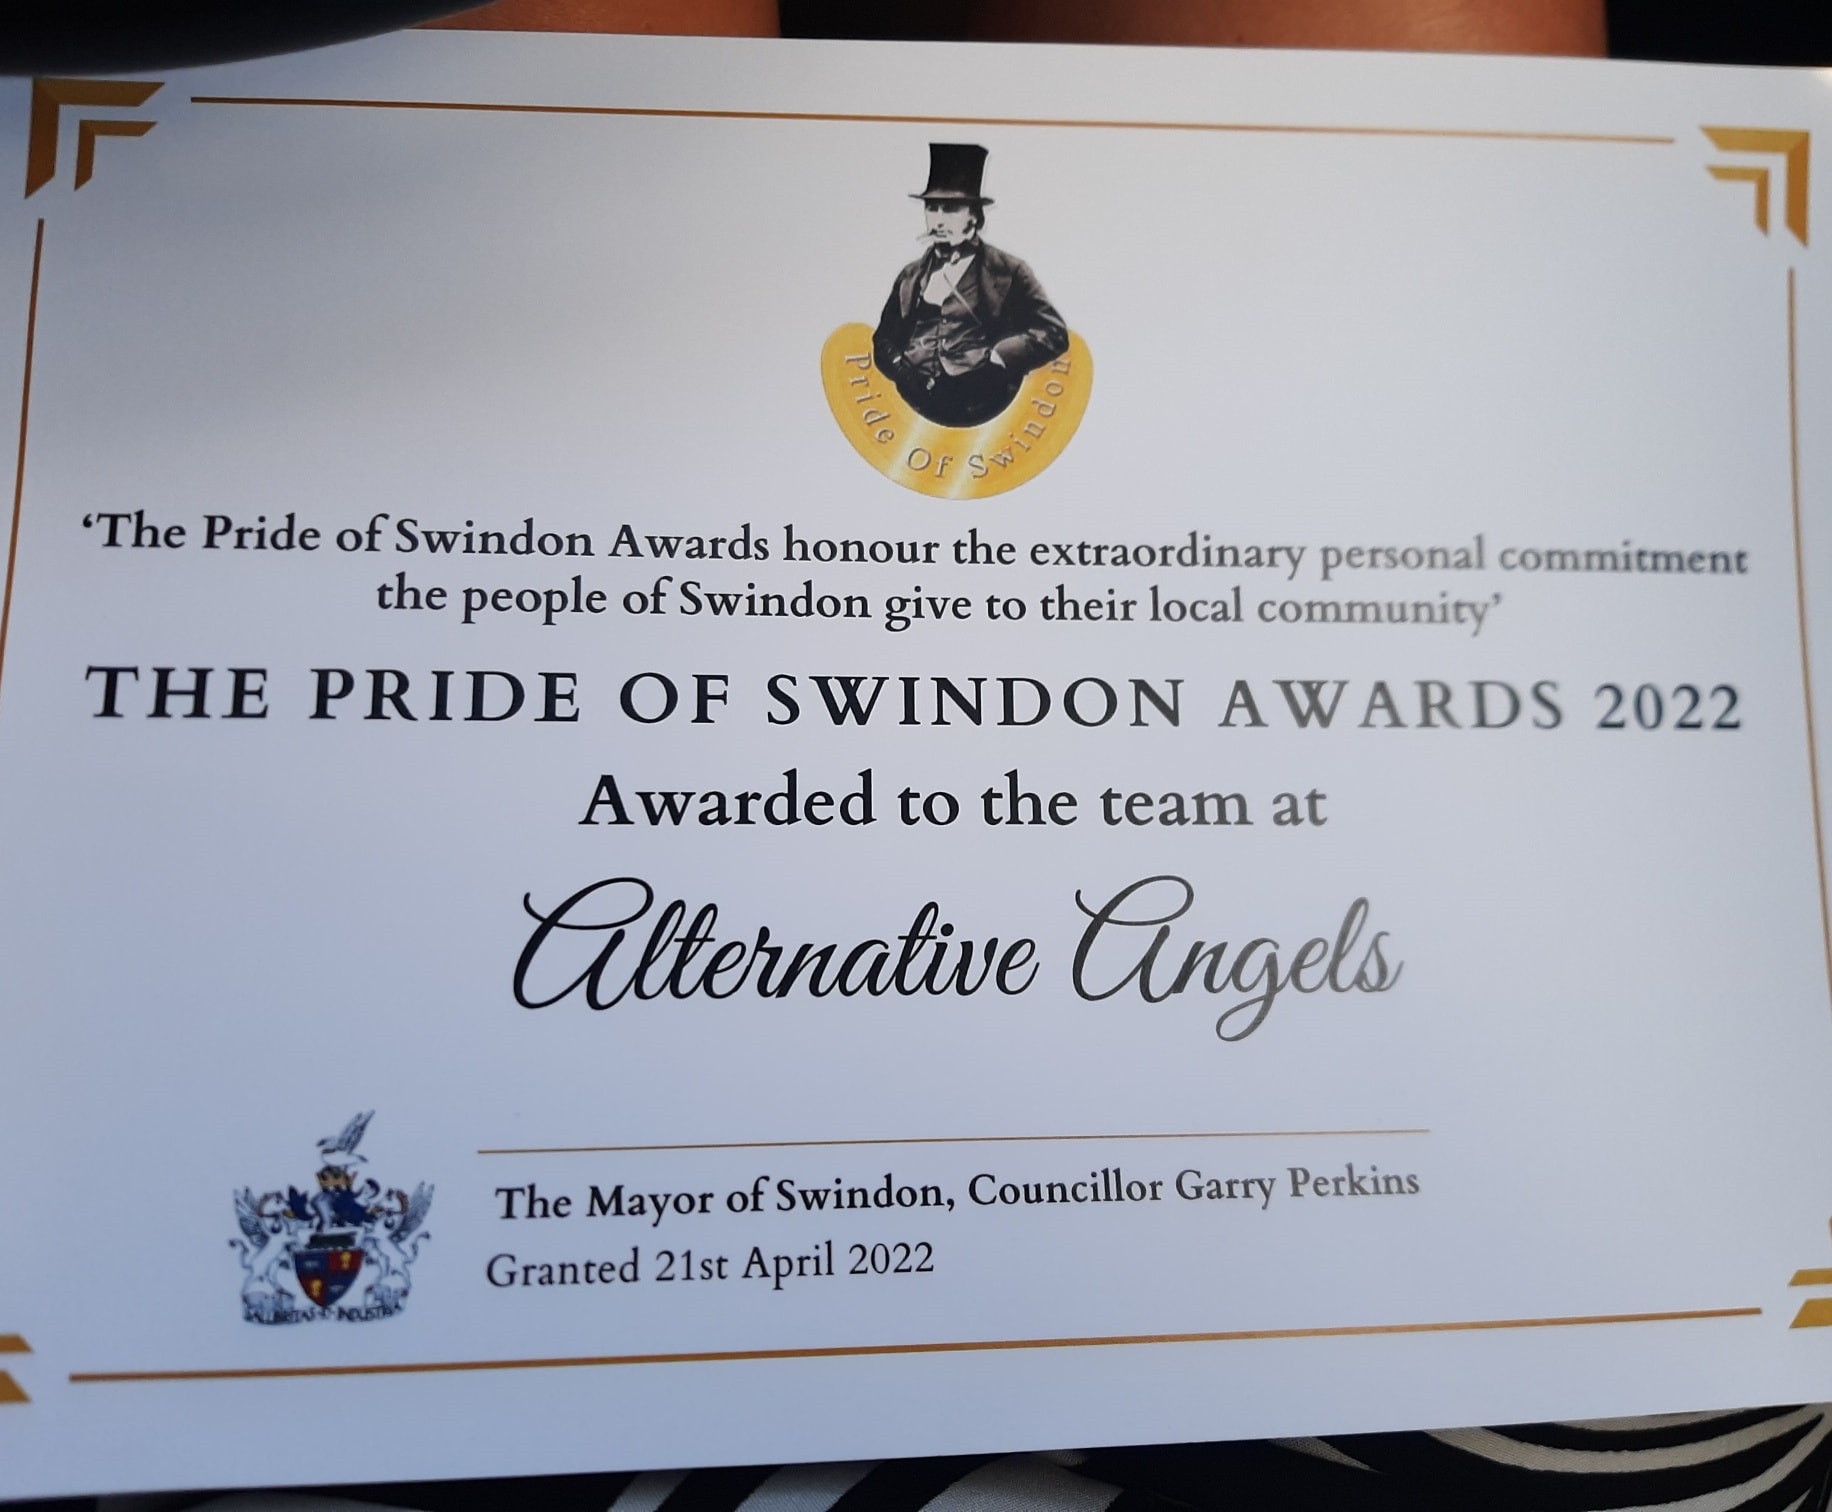 Pride Of Swindon
‘The Pride of Swindon Awards honour the extraordinary personal commitment
the people of Swindon give to their local community’
THE PRIDE OF SWINDON AWARDS 2022
Awarded to the team at
Alternative Angels
The Mayor of Swindon, Councillor Garry Perkins
Granted 21st April 2022
SALUBRITAS ET INDUSTRIA